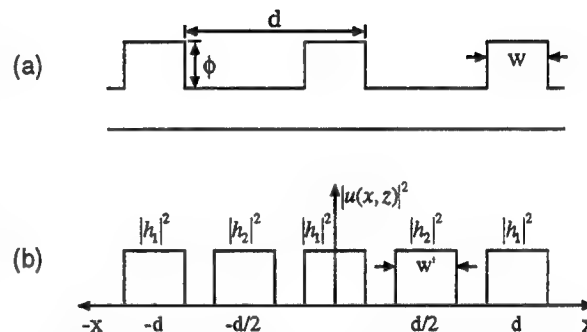 d
(a)
ϕ
W
|u(x,z)|²
|h₁|² |h₂|² |h₁|² |h₂|² |h₁|²
(b)
w'
-x -d -d/2 d/2 d x